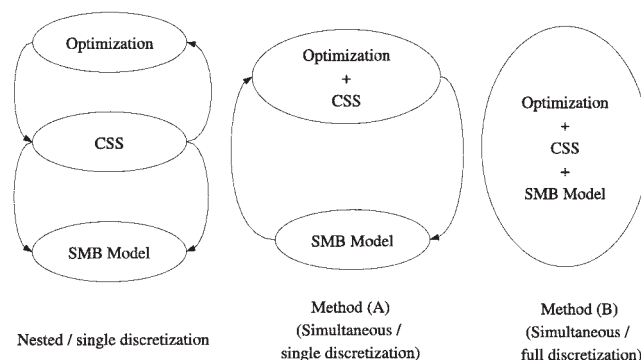 Optimization
CSS
SMB Model
Nested / single discretization
Optimization
+
CSS
SMB Model
Method (A)
(Simultaneous /
single discretization)
Optimization
+
CSS
+
SMB Model
Method (B)
(Simultaneous /
full discretization)